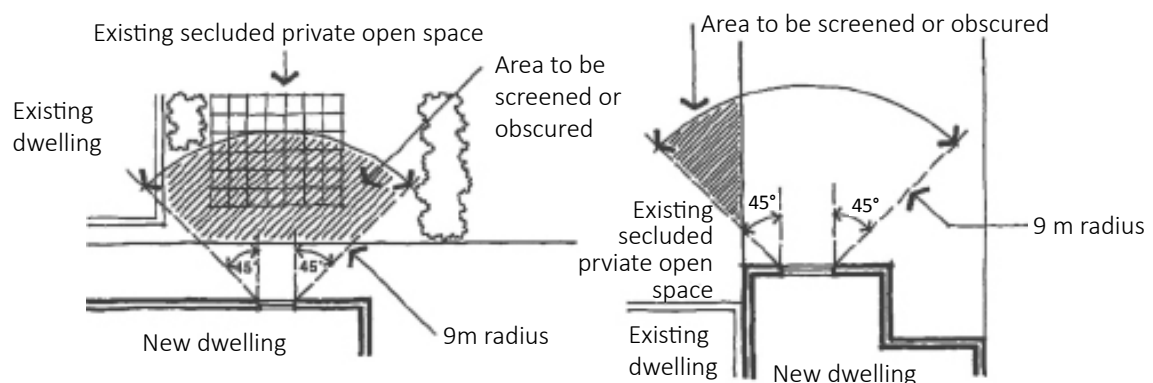 Existing secluded private open space
Area to be
screened or
obscured
Existing
dwelling
45°
45°
9m radius
New dwelling
Area to be screened or obscured
45°
45°
Existing
secluded
prviate open
space
9 m radius
Existing
dwelling
New dwelling